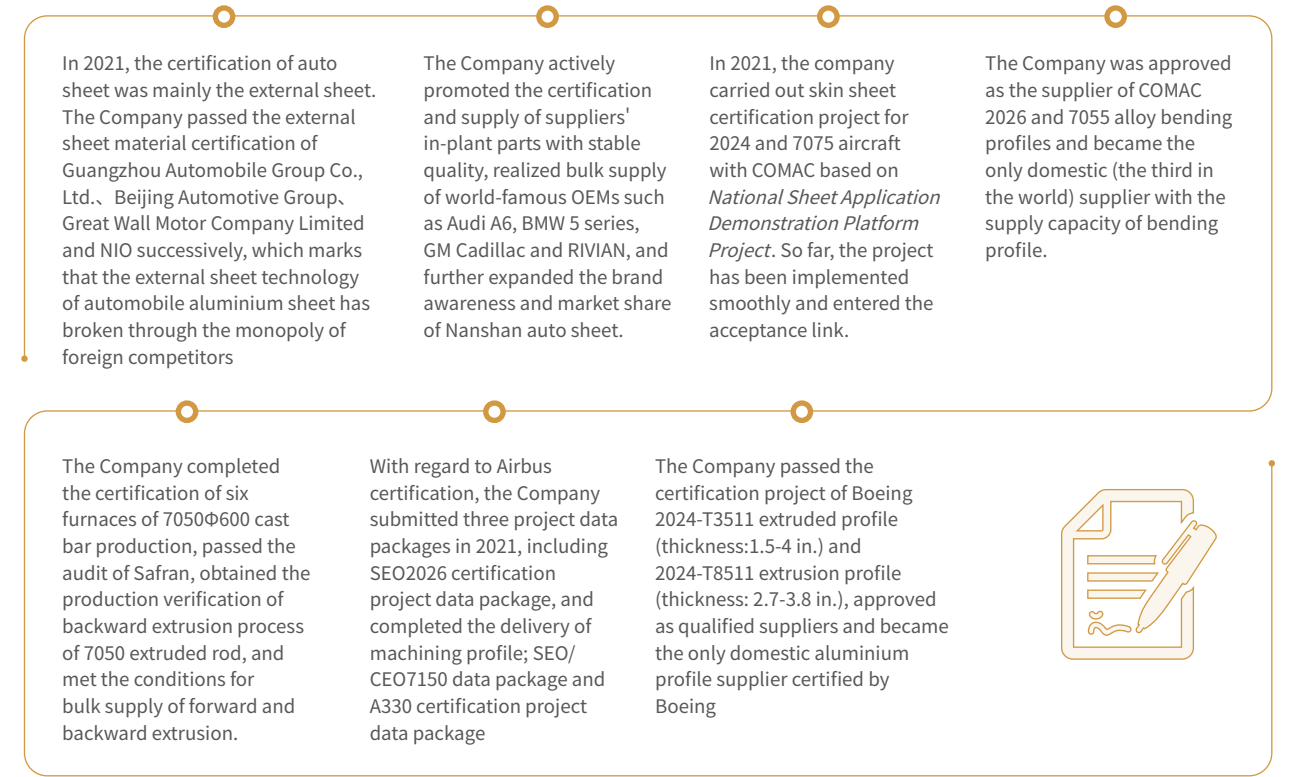 In 2021, the certification of auto
sheet was mainly the external sheet.
The Company passed the external
sheet material certification of
Guangzhou Automobile Group Co.,
Ltd.、Beijing Automotive Group、
Great Wall Motor Company Limited
and NIO successively, which marks
that the external sheet technology
of automobile aluminium sheet has
broken through the monopoly of
foreign competitors
The Company actively
promoted the certification
and supply of suppliers'
in-plant parts with stable
quality, realized bulk supply
of world-famous OEMs such
as Audi A6, BMW 5 series,
GM Cadillac and RIVIAN, and
further expanded the brand
awareness and market share
of Nanshan auto sheet.
In 2021, the company
carried out skin sheet
certification project for
2024 and 7075 aircraft
with COMAC based on
National Sheet Application
Demonstration Platform
Project. So far, the project
has been implemented
smoothly and entered the
acceptance link.
The Company was approved
as the supplier of COMAC
2026 and 7055 alloy bending
profiles and became the
only domestic (the third in
the world) supplier with the
supply capacity of bending
profile.
The Company completed
the certification of six
furnaces of 7050Φ600 cast
bar production, passed the
audit of Safran, obtained the
production verification of
backward extrusion process
of 7050 extruded rod, and
met the conditions for
bulk supply of forward and
backward extrusion.
With regard to Airbus
certification, the Company
submitted three project data
packages in 2021, including
SEO2026 certification
project data package, and
completed the delivery of
machining profile; SEO/
CEO7150 data package and
A330 certification project
data package
The Company passed the
certification project of Boeing
2024-T3511 extruded profile
(thickness:1.5-4 in.) and
2024-T8511 extrusion profile
(thickness: 2.7-3.8 in.), approved
as qualified suppliers and became
the only domestic aluminium
profile supplier certified by
Boeing